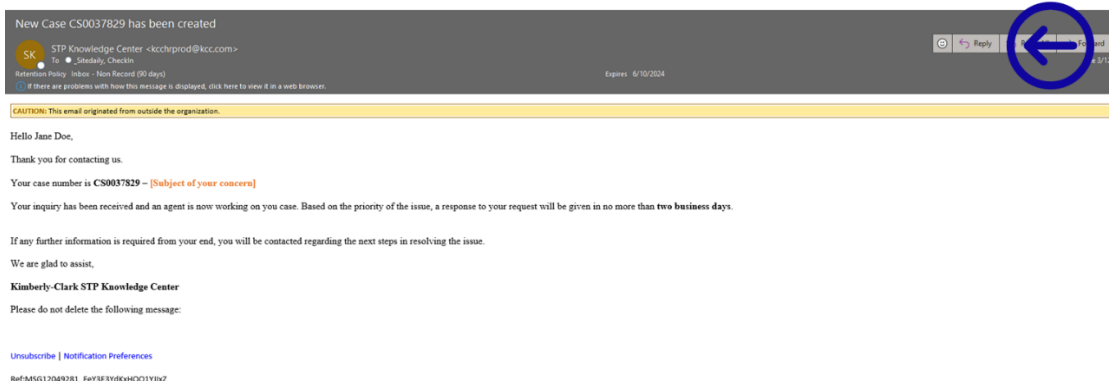 New Case CS0037829 has been created
SK
STP Knowledge Center <kcchrprod@kcc.com>
To _Sitedaily, CheckIn
Reply
Forward
Retention Policy Inbox - Non Record (90 days)
Expires 6/10/2024
If there are problems with how this message is displayed, click here to view it in a web browser.
CAUTION: This email originated from outside the organization.
Hello Jane Doe,
Thank you for contacting us.
Your case number is CS0037829 – [Subject of your concern]
Your inquiry has been received and an agent is now working on you case. Based on the priority of the issue, a response to your request will be given in no more than two business days.
If any further information is required from your end, you will be contacted regarding the next steps in resolving the issue.
We are glad to assist,
Kimberly-Clark STP Knowledge Center
Please do not delete the following message:
Unsubscribe | Notification Preferences